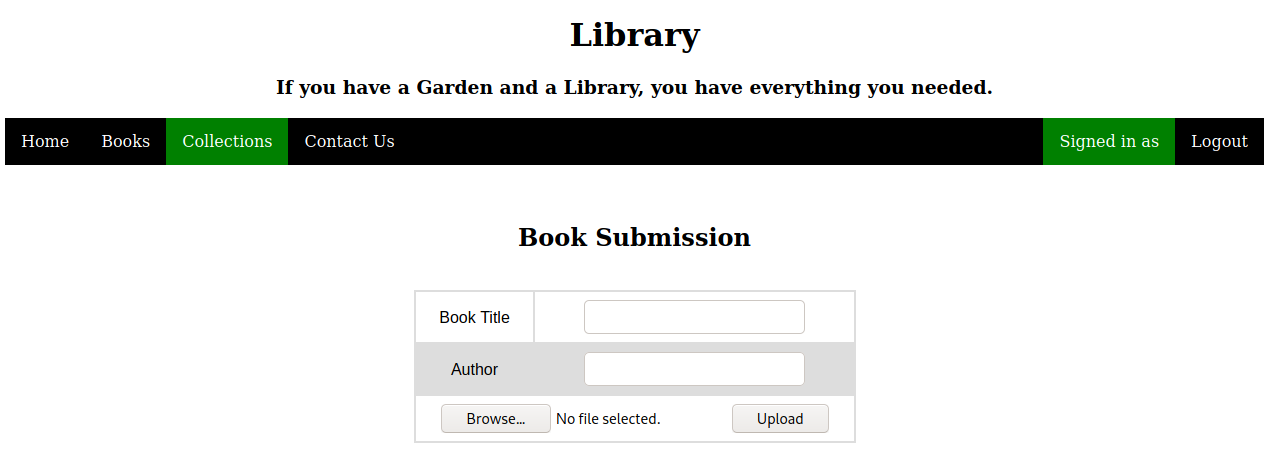 Library
If you have a Garden and a Library, you have everything you needed.
Home Books Collections Contact Us Signed in as Logout
Book Submission
Book Title
Author
Browse... No file selected. Upload